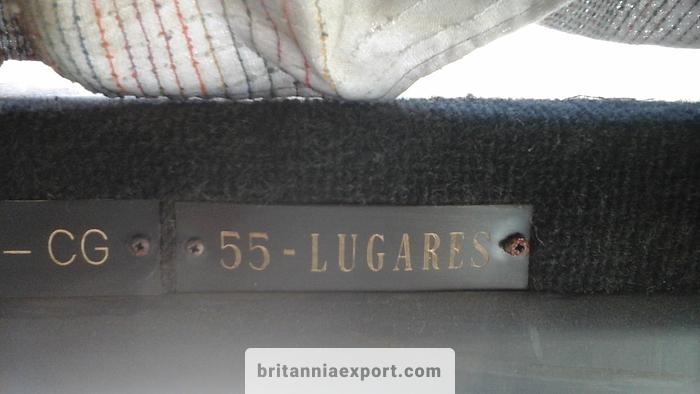 – CG
55 - LUGARES
britanniaexport.com